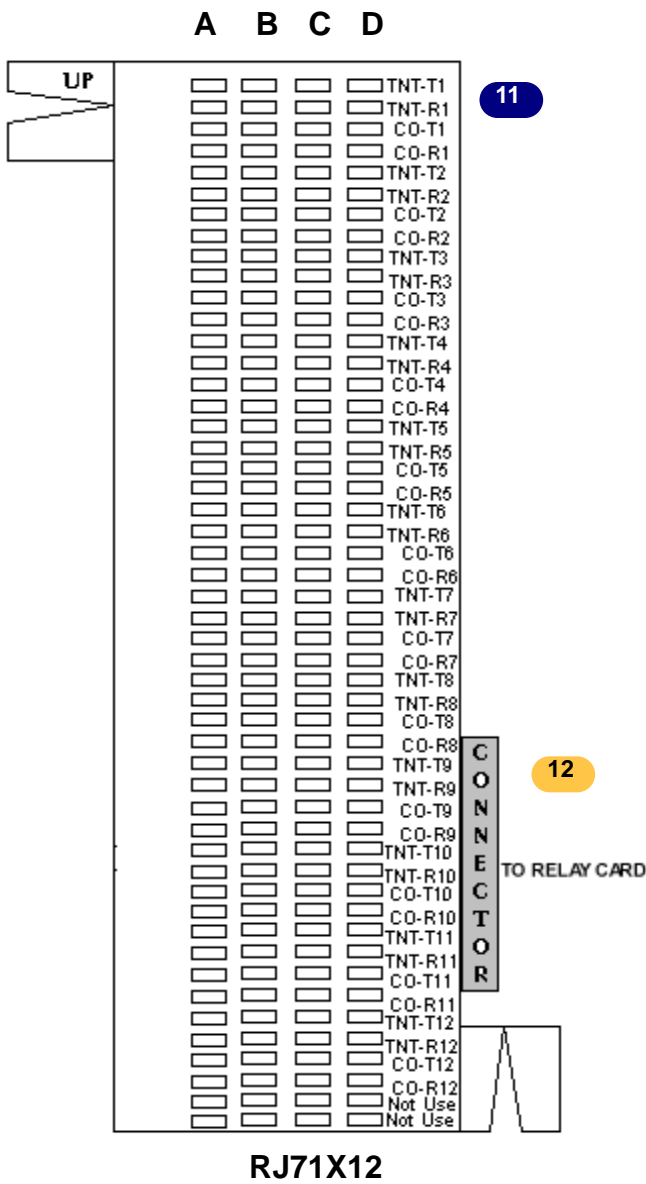 A B C D
UP
TNT-T1
11
TNT-R1
CO-T1
CO-R1
TNT-T2
TNT-R2
CO-T2
CO-R2
TNT-T3
TNT-R3
CO-T3
CO-R3
TNT-T4
TNT-R4
CO-T4
CO-R4
TNT-T5
TNT-R5
CO-T5
CO-R5
TNT-T6
TNT-R6
CO-T6
CO-R6
TNT-T7
TNT-R7
CO-T7
CO-R7
TNT-T8
TNT-R8
CO-T8
CO-R8
TNT-T9
TNT-R9
CO-T9
CO-R9
TNT-T10
TNT-R10
CO-T10
CO-R10
TNT-T11
TNT-R11
CO-T11
CO-R11
TNT-T12
TNT-R12
CO-T12
CO-R12
Not Use
Not Use
CONNECTOR
12
TO RELAY CARD
RJ71X12